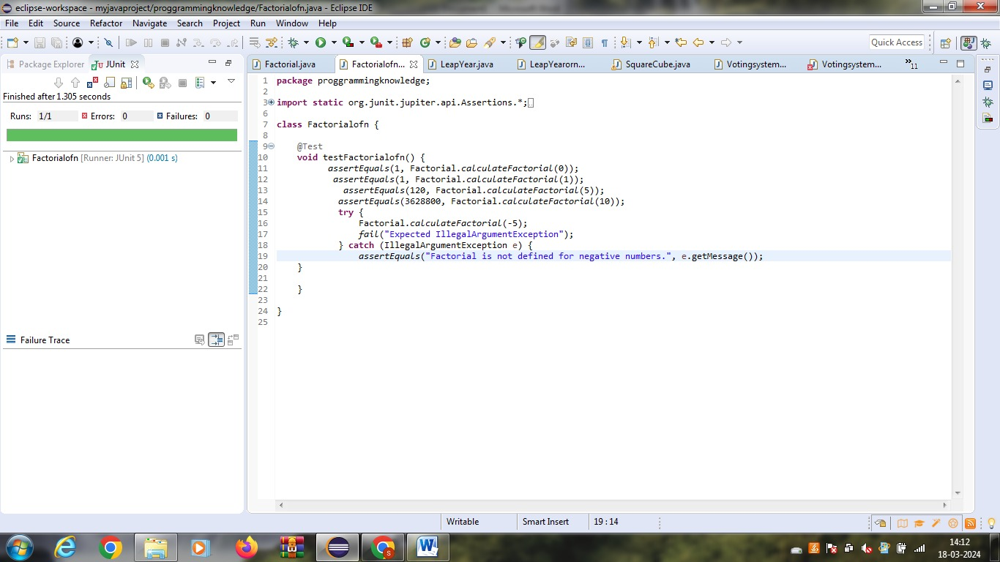 eclipse-workspace - myjavaproject/proggrammingknowledge/Factorialofn.java - Eclipse IDE
File Edit Source Refactor Navigate Search Project Run Window Help
Quick Access
Package Explorer JUnit
Factorial.java Factorialofn... LeapYear.java LeapYearorn... SquareCube.java Votingsystem... Votingsystem... »11
Finished after 1.305 seconds
Runs: 1/1 Errors: 0 Failures: 0
Factorialofn [Runner: JUnit 5] (0.001 s)
Failure Trace
1 package proggrammingknowledge;
2
3 import static org.junit.jupiter.api.Assertions.*;
6
7 class Factorialofn {
8
9 @Test
10 void testFactorialofn() {
11 assertEquals(1, Factorial.calculateFactorial(0));
12 assertEquals(1, Factorial.calculateFactorial(1));
13 assertEquals(120, Factorial.calculateFactorial(5));
14 assertEquals(3628800, Factorial.calculateFactorial(10));
15 try {
16 Factorial.calculateFactorial(-5);
17 fail("Expected IllegalArgumentException");
18 } catch (IllegalArgumentException e) {
19 assertEquals("Factorial is not defined for negative numbers.", e.getMessage());
20 }
21
22 }
23
24 }
25
Writable Smart Insert 19 : 14
14:12
18-03-2024